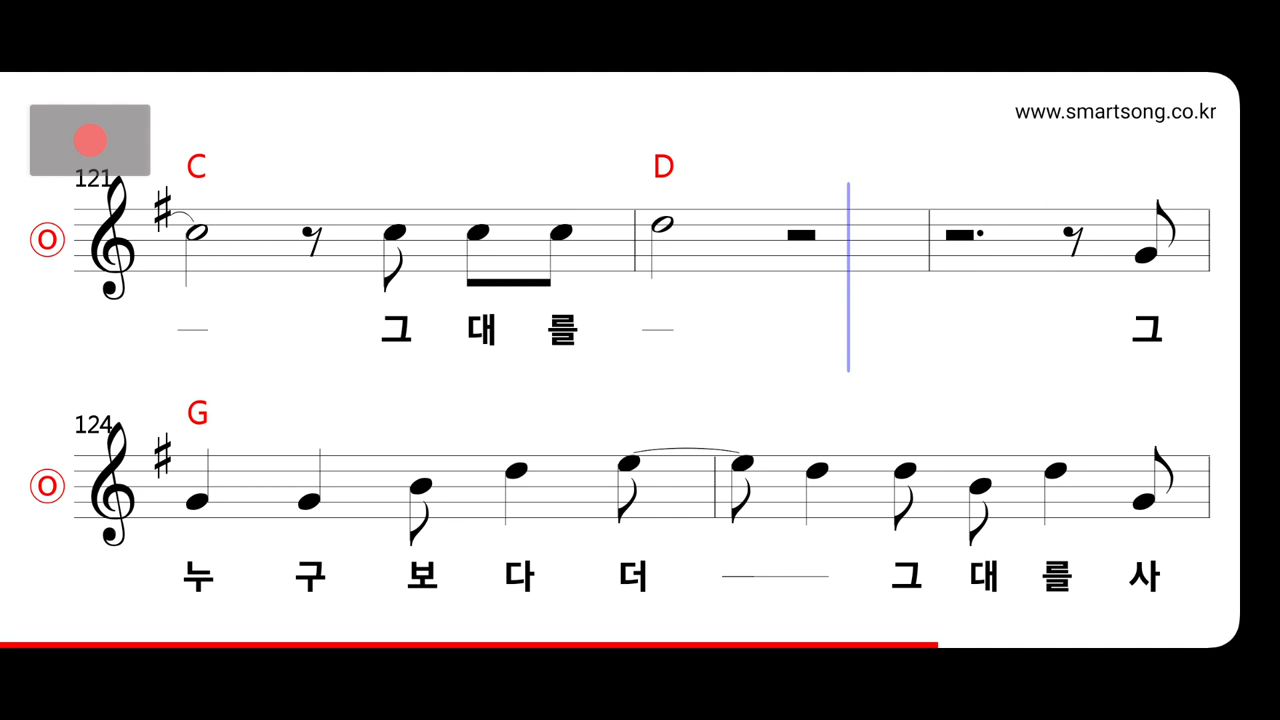 www.smartsong.co.kr
121 C D
O
그 대 를 그
124 G
O
누 구 보 다 더 그 대 를 사